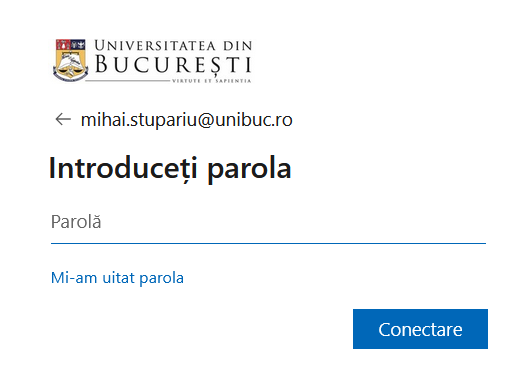 UNIVERSITATEA DIN
BUCUREȘTI
VIRTUTE ET SAPIENTIA
← mihai.stupariu@unibuc.ro
Introduceți parola
Parolă
Mi-am uitat parola
Conectare